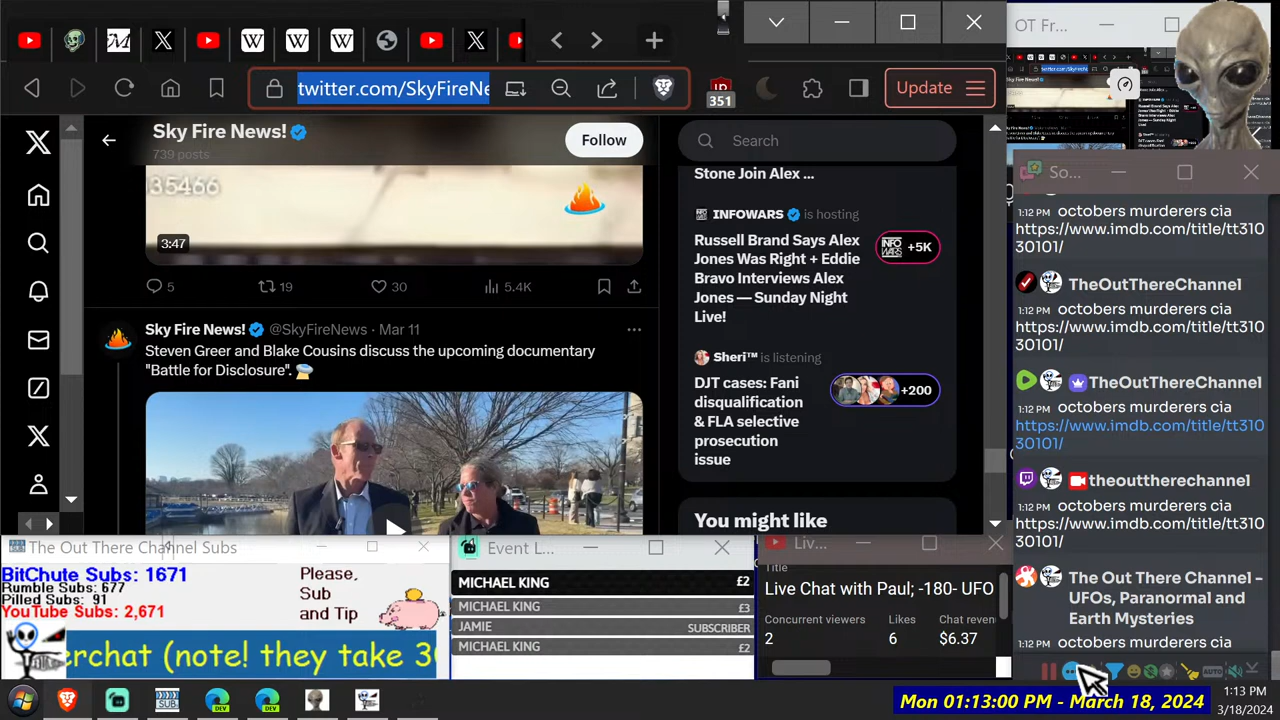 OT Fr...
Update
twitter.com/SkyFireNe
351
Sky Fire News!
739 posts
Follow
Search
35466
3:47
5
19
30
5.4K
Sky Fire News! @SkyFireNews · Mar 11
Steven Greer and Blake Cousins discuss the upcoming documentary
"Battle for Disclosure".
Stone Join Alex ...
INFOWARS is hosting
Russell Brand Says Alex
Jones Was Right + Eddie
Bravo Interviews Alex
Jones — Sunday Night
Live!
+5K
Sheri™ is listening
DJT cases: Fani
disqualification
& FLA selective
prosecution
issue
+200
You might like
So...
1:12 PM octobers murderers cia
https://www.imdb.com/title/tt310
30101/
TheOutThereChannel
1:12 PM octobers murderers cia
https://www.imdb.com/title/tt310
30101/
TheOutThereChannel
1:12 PM octobers murderers cia
https://www.imdb.com/title/tt310
30101/
theouttherechannel
1:12 PM octobers murderers cia
https://www.imdb.com/title/tt310
30101/
The Out There Channel -
UFOs, Paranormal and
Earth Mysteries
1:12 PM octobers murderers cia
AUTO
The Out There Channel Subs
BitChute Subs: 1671
Rumble Subs: 677
Pilled Subs: 91
YouTube Subs: 2,671
Please,
Sub
and Tip
erchat (note! they take 30
Event L...
MICHAEL KING £2
MICHAEL KING £3
JAMIE SUBSCRIBER
MICHAEL KING £2
Liv...
Title
Live Chat with Paul; -180- UFO
Concurrent viewers
2
Likes
6
Chat reven
$6.37
SUB
DEV
DEV
Mon 01:13:00 PM - March 18, 2024
1:13 PM
3/18/2024